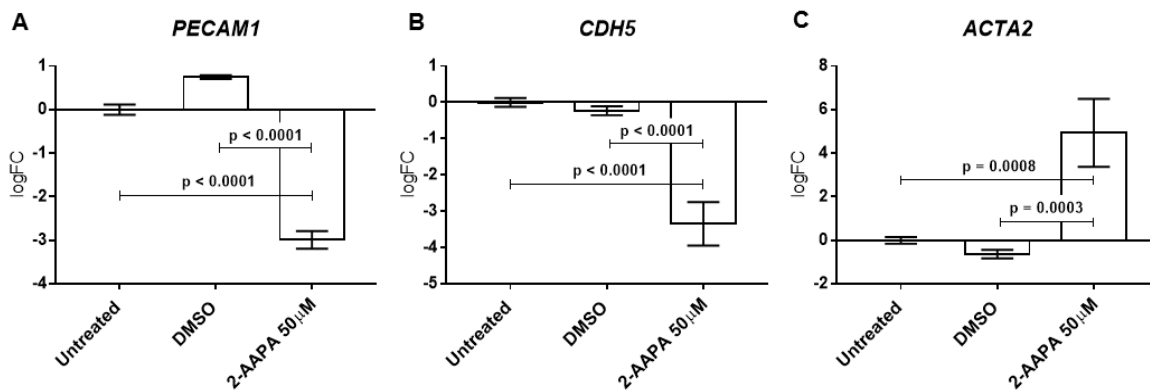 A
PECAM1
logFC
1
0
-1
-2
-3
-4
p < 0.0001
p < 0.0001
Untreated
DMSO
2-AAPA 50µM
B
CDH5
logFC
1
0
-1
-2
-3
-4
-5
p < 0.0001
p < 0.0001
Untreated
DMSO
2-AAPA 50µM
C
ACTA2
logFC
8
6
4
2
0
-2
p = 0.0008
p = 0.0003
Untreated
DMSO
2-AAPA 50µM